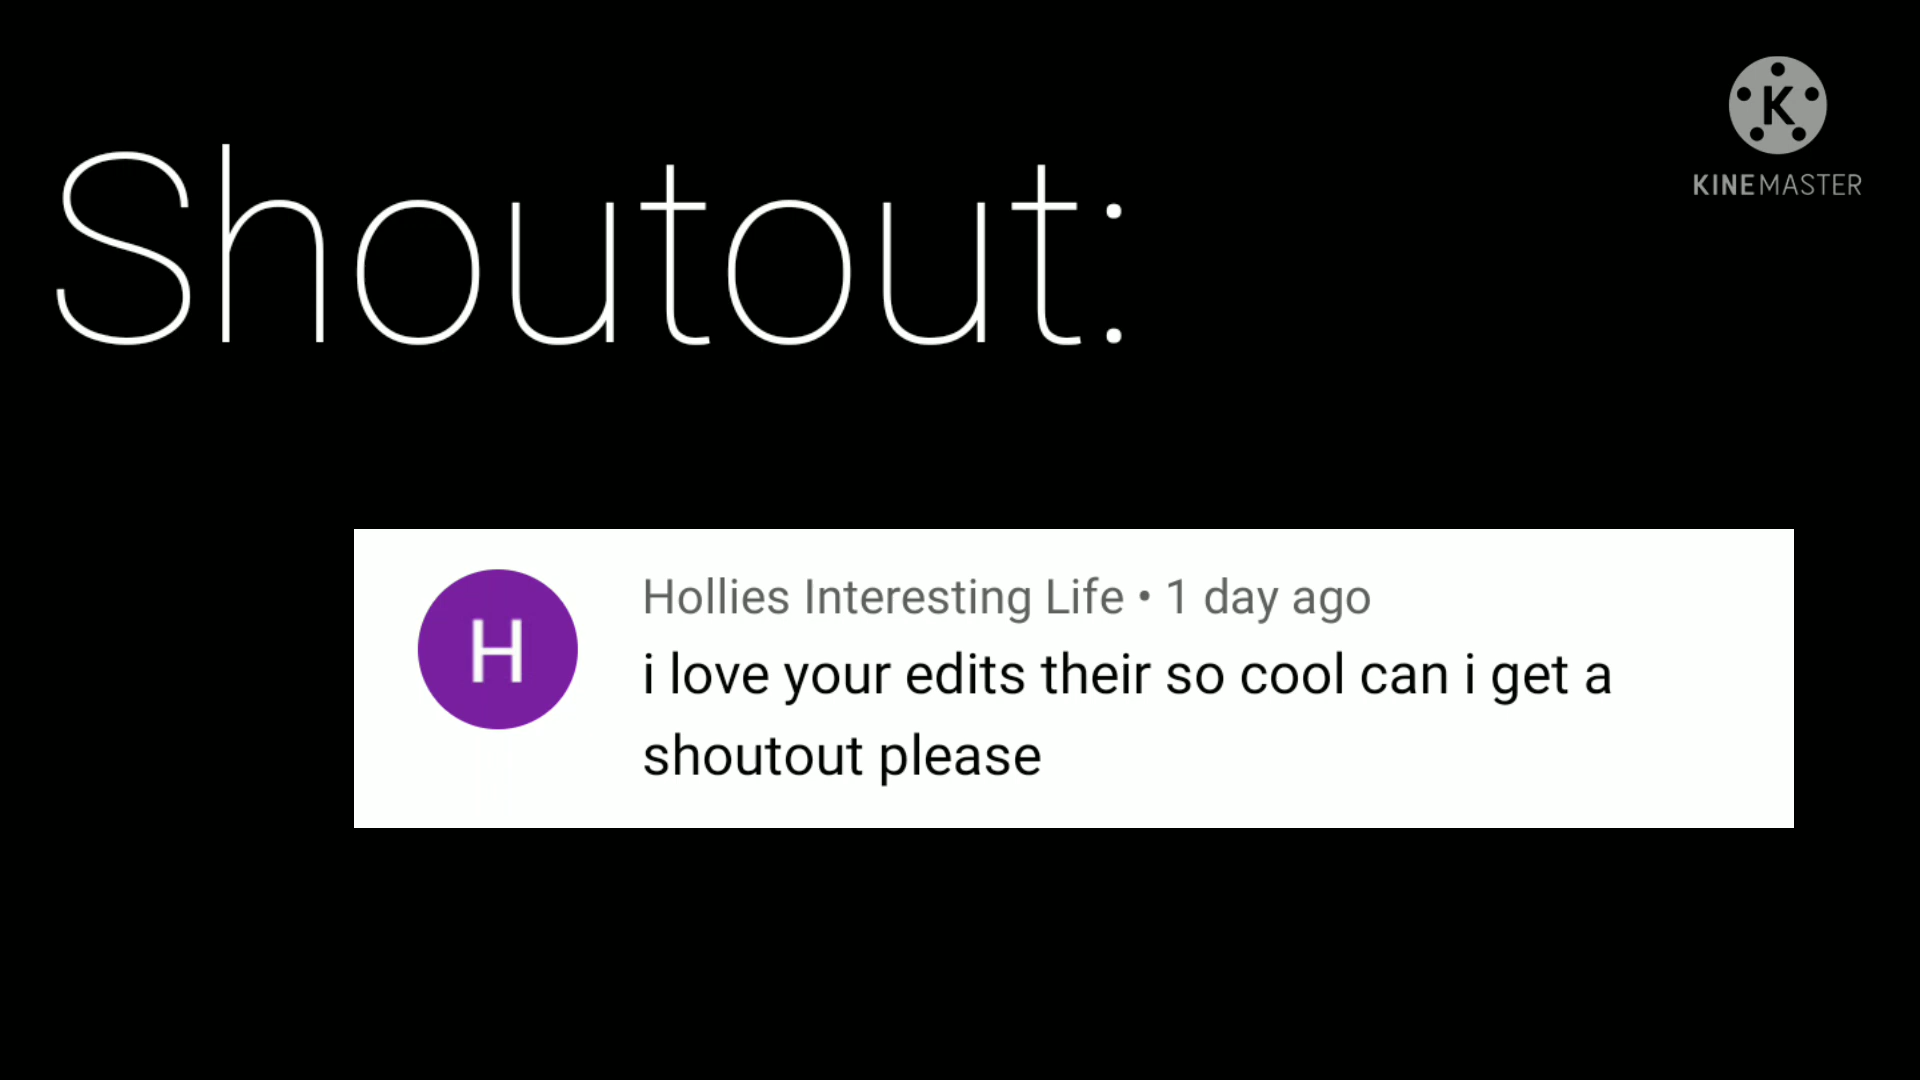 K
KINEMASTER
Shoutout:
H
Hollies Interesting Life • 1 day ago
i love your edits their so cool can i get a
shoutout please